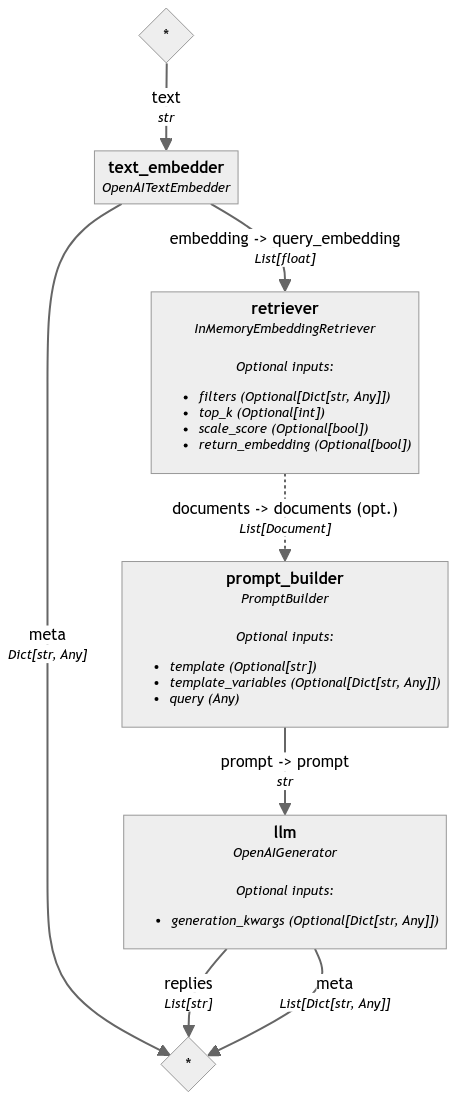 *
text
str
text_embedder
OpenAITextEmbedder
embedding -> query_embedding
List[float]
retriever
InMemoryEmbeddingRetriever
Optional inputs:
• filters (Optional[Dict[str, Any]])
• top_k (Optional[int])
• scale_score (Optional[bool])
• return_embedding (Optional[bool])
documents -> documents (opt.)
List[Document]
prompt_builder
PromptBuilder
Optional inputs:
• template (Optional[str])
• template_variables (Optional[Dict[str, Any]])
• query (Any)
meta
Dict[str, Any]
prompt -> prompt
str
llm
OpenAIGenerator
Optional inputs:
• generation_kwargs (Optional[Dict[str, Any]])
replies
List[str]
meta
List[Dict[str, Any]]
*